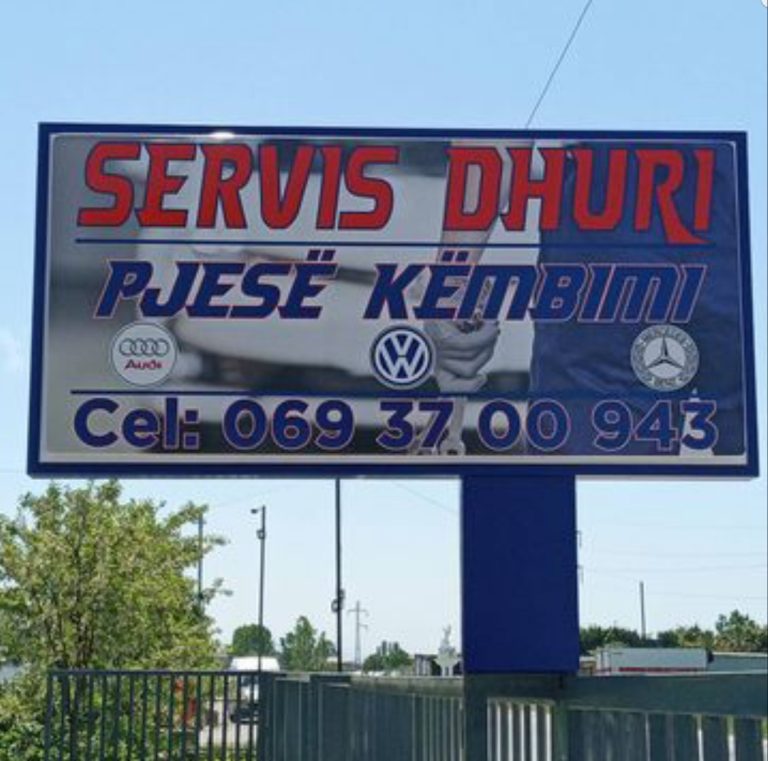 SERVIS DHURI
PJESË KËMBIMI
Audi
Cel: 069 37 00 943